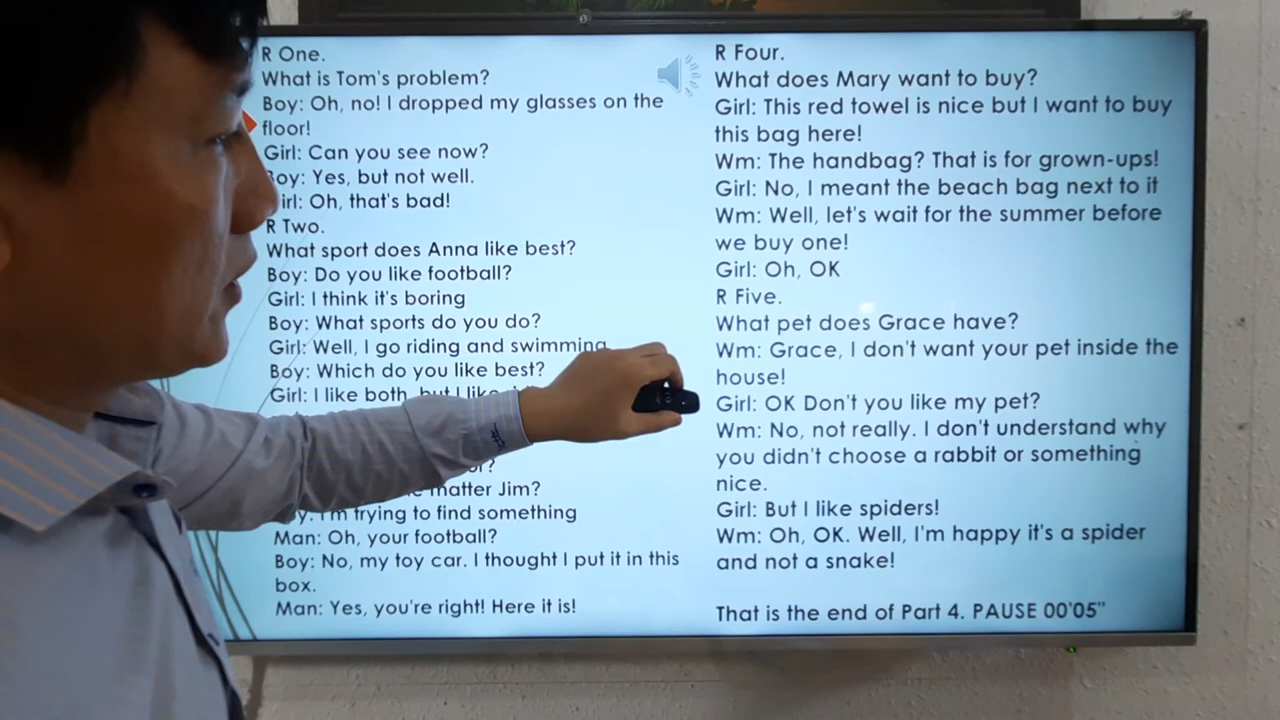 R One.
What is Tom's problem?
Boy: Oh, no! I dropped my glasses on the
floor!
Girl: Can you see now?
Boy: Yes, but not well.
Girl: Oh, that's bad!
R Two.
What sport does Anna like best?
Boy: Do you like football?
Girl: I think it's boring
Boy: What sports do you do?
Girl: Well, I go riding and swimming
Boy: Which do you like best?
Girl: I like both, but I like
matter Jim?
Boy: I'm trying to find something
Man: Oh, your football?
Boy: No, my toy car. I thought I put it in this
box.
Man: Yes, you're right! Here it is!
R Four.
What does Mary want to buy?
Girl: This red towel is nice but I want to buy
this bag here!
Wm: The handbag? That is for grown-ups!
Girl: No, I meant the beach bag next to it
Wm: Well, let's wait for the summer before
we buy one!
Girl: Oh, OK
R Five.
What pet does Grace have?
Wm: Grace, I don't want your pet inside the
house!
Girl: OK Don't you like my pet?
Wm: No, not really. I don't understand why
you didn't choose a rabbit or something
nice.
Girl: But I like spiders!
Wm: Oh, OK. Well, I'm happy it's a spider
and not a snake!
That is the end of Part 4. PAUSE 00'05"